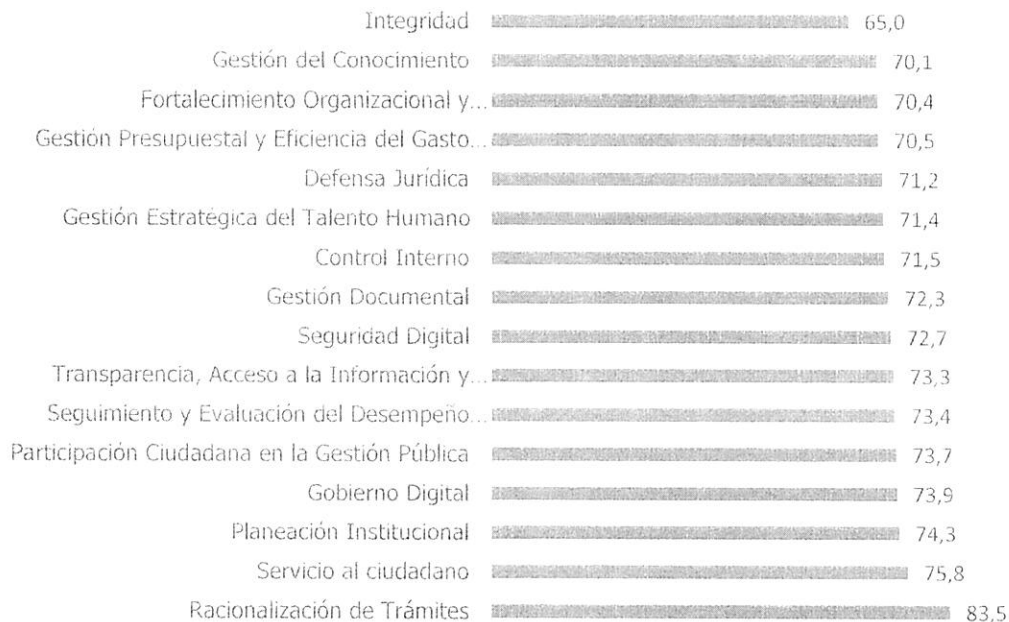 Integridad 65,0
Gestión del Conocimiento 70,1
Fortalecimiento Organizacional y... 70,4
Gestión Presupuestal y Eficiencia del Gasto... 70,5
Defensa Jurídica 71,2
Gestión Estratégica del Talento Humano 71,4
Control Interno 71,5
Gestión Documental 72,3
Seguridad Digital 72,7
Transparencia, Acceso a la Información y... 73,3
Seguimiento y Evaluación del Desempeño... 73,4
Participación Ciudadana en la Gestión Pública 73,7
Gobierno Digital 73,9
Planeación Institucional 74,3
Servicio al ciudadano 75,8
Racionalización de Trámites 83,5